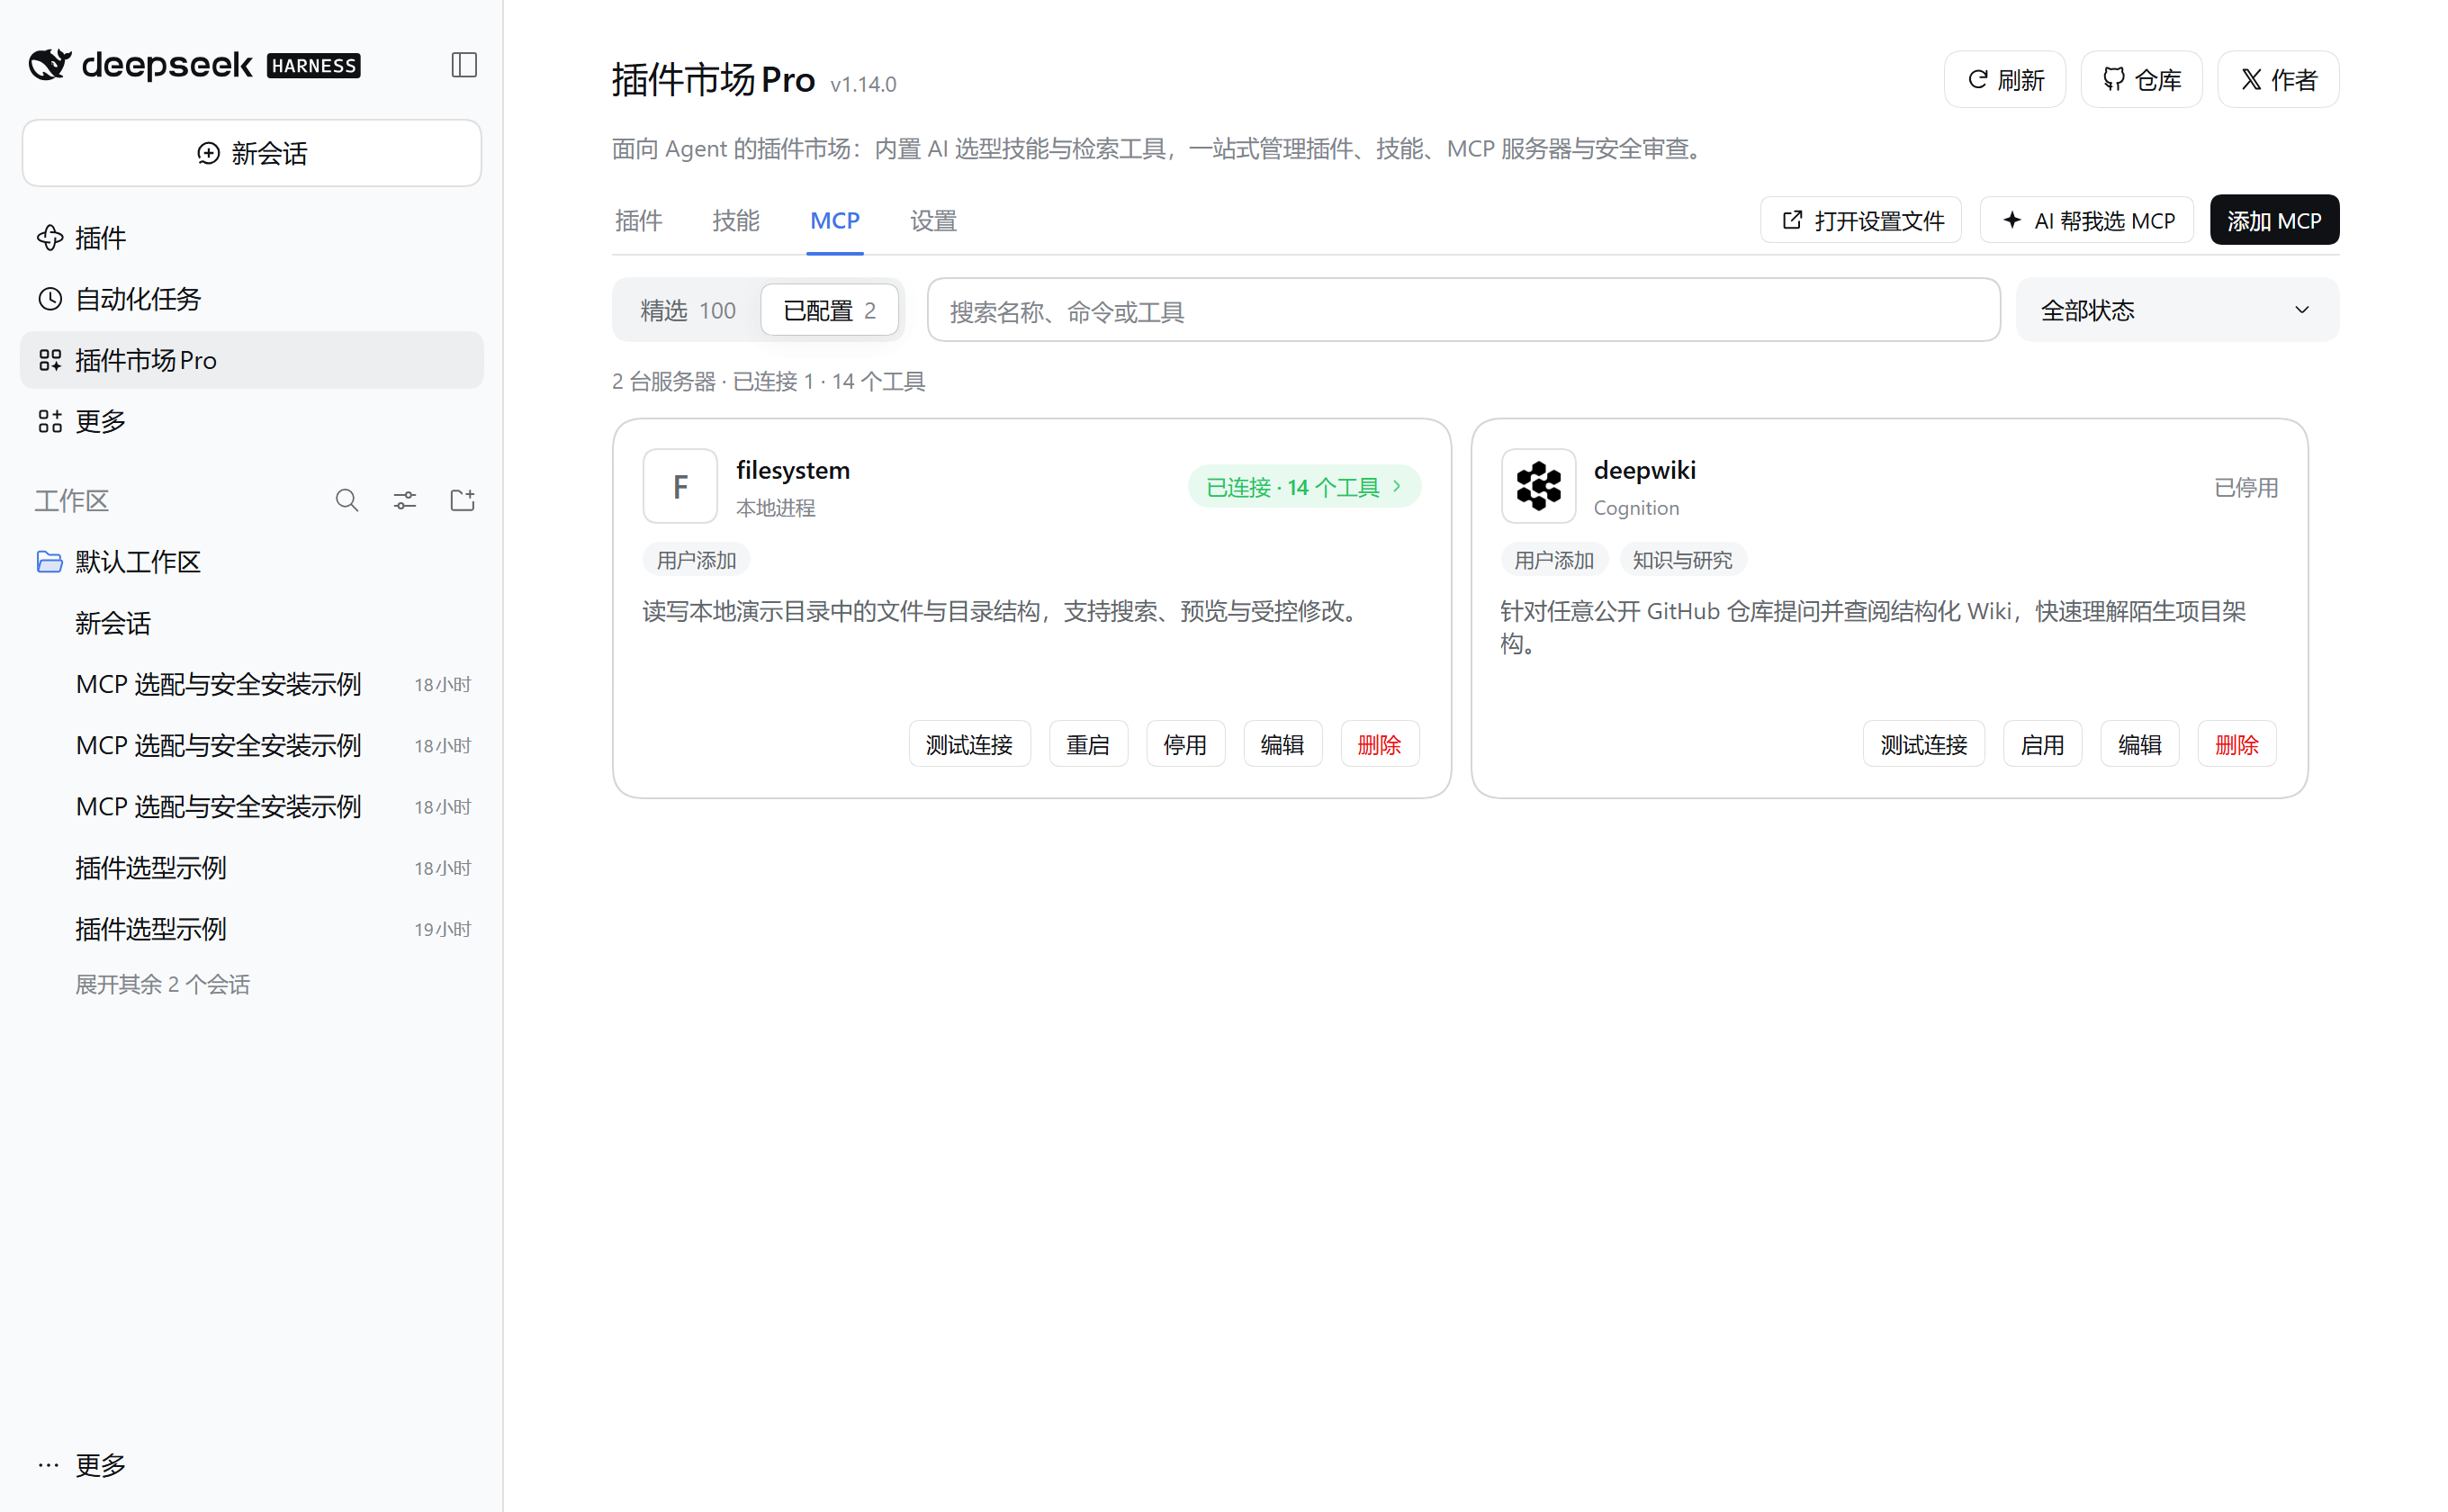 deepseek HARNESS
新会话
插件
自动化任务
插件市场Pro
更多
工作区
默认工作区
新会话
MCP 选配与安全安装示例 18小时
MCP 选配与安全安装示例 18小时
MCP 选配与安全安装示例 18小时
插件选型示例 18小时
插件选型示例 19小时
展开其余 2 个会话
更多
插件市场Pro v1.14.0
刷新 仓库 作者
面向 Agent 的插件市场：内置 AI 选型技能与检索工具，一站式管理插件、技能、MCP 服务器与安全审查。
插件 技能 MCP 设置
打开设置文件 AI 帮我选 MCP 添加 MCP
精选 100 已配置 2 搜索名称、命令或工具 全部状态
2 台服务器 · 已连接 1 · 14 个工具
F
filesystem
本地进程
已连接 · 14 个工具
用户添加
读写本地演示目录中的文件与目录结构，支持搜索、预览与受控修改。
测试连接 重启 停用 编辑 删除
deepwiki
Cognition
已停用
用户添加 知识与研究
针对任意公开 GitHub 仓库提问并查阅结构化 Wiki，快速理解陌生项目架
构。
测试连接 启用 编辑 删除